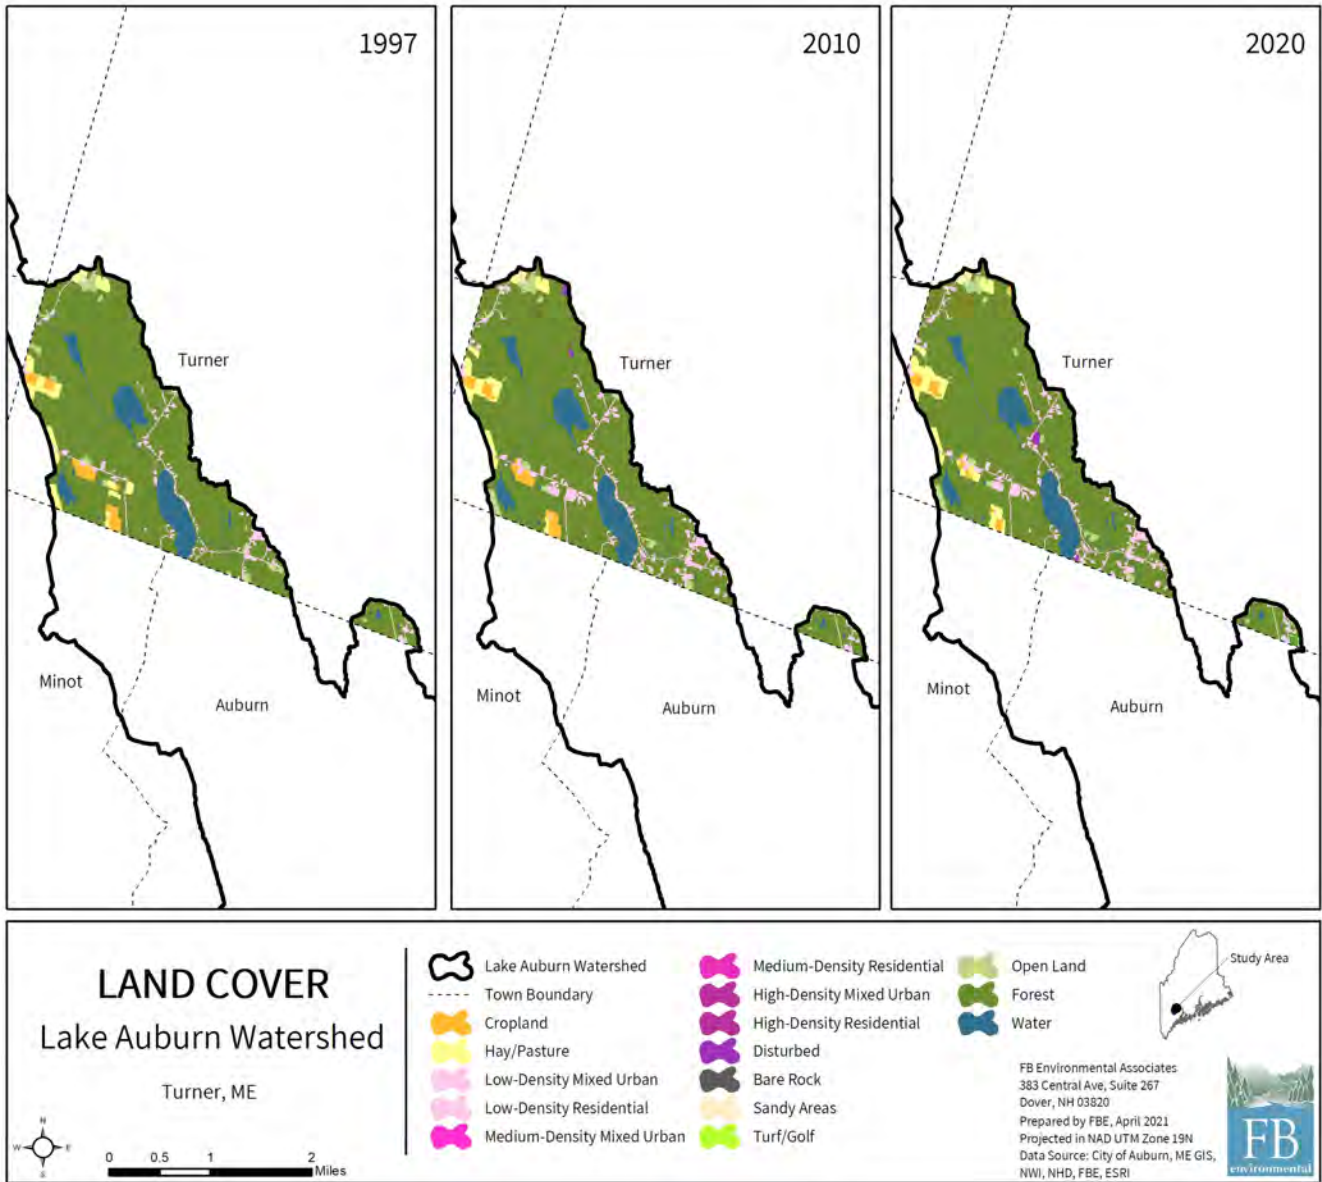 1997
2010
2020
Turner
Turner
Turner
Minot
Auburn
Minot
Auburn
Minot
Auburn
LAND COVER
Lake Auburn Watershed
Turner, ME
N
W
E
S
0 0.5 1 2
Miles
Lake Auburn Watershed
Town Boundary
Cropland
Hay/Pasture
Low-Density Mixed Urban
Low-Density Residential
Medium-Density Mixed Urban
Medium-Density Residential
High-Density Mixed Urban
High-Density Residential
Disturbed
Bare Rock
Sandy Areas
Turf/Golf
Open Land
Forest
Water
Study Area
FB Environmental Associates
383 Central Ave, Suite 267
Dover, NH 03820
Prepared by FBE, April 2021
Projected in NAD UTM Zone 19N
Data Source: City of Auburn, ME GIS,
NWI, NHD, FBE, ESRI
FB
environmental